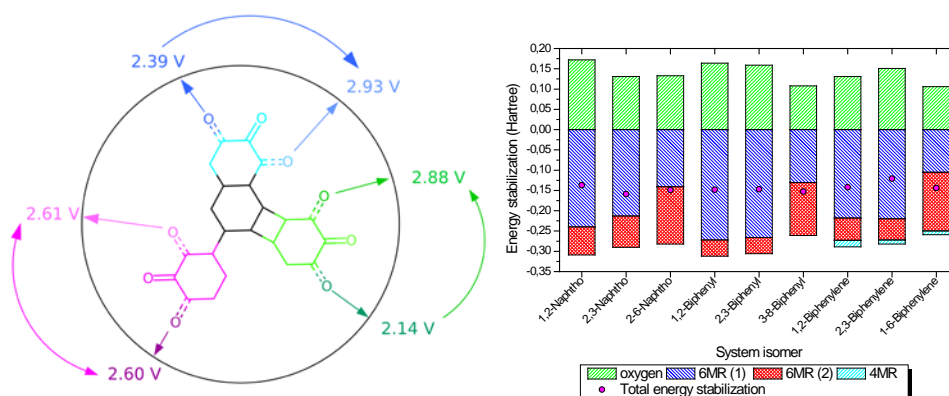 2.39 V
2.93 V
O
O
O
2.88 V
2.61 V
O
O
O
O
O
O
2.14 V
2.60 V
Energy stabilization (Hartree)
0,20
0,15
0,10
0,05
0,00
-0,05
-0,10
-0,15
-0,20
-0,25
-0,30
-0,35
1,2-Naphtho
2,3-Naphtho
2-6-Naphtho
1,2-Biphenyl
2,3-Biphenyl
3-8-Biphenyl
1,2-Biphenylene
2,3-Biphenylene
1-6-Biphenylene
System isomer
oxygen 6MR (1) 6MR (2) 4MR
Total energy stabilization